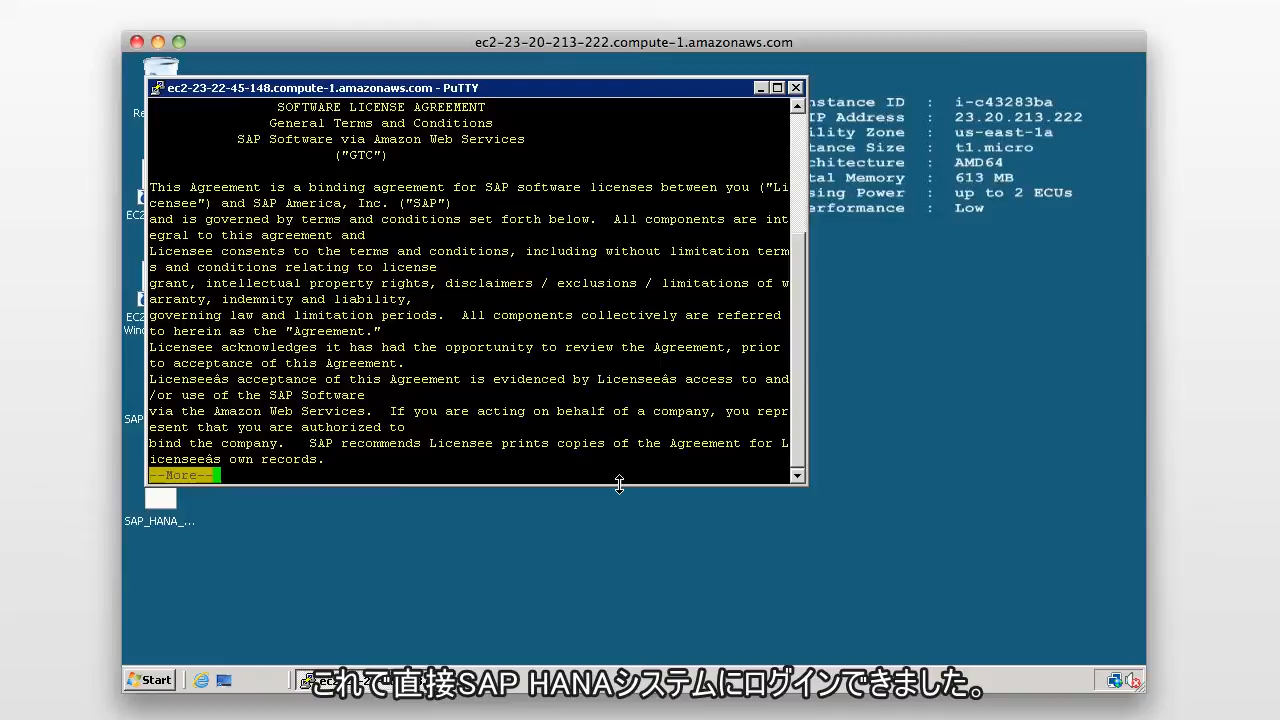 ec2-23-20-213-222.compute-1.amazonaws.com
ec2-23-22-45-148.compute-1.amazonaws.com - PuTTY
SOFTWARE LICENSE AGREEMENT
General Terms and Conditions
SAP Software via Amazon Web Services
("GTC")
This Agreement is a binding agreement for SAP software licenses between you ("Li
censee") and SAP America, Inc. ("SAP")
and is governed by terms and conditions set forth below.  All components are int
egral to this agreement and
Licensee consents to the terms and conditions, including without limitation term
s and conditions relating to license
grant, intellectual property rights, disclaimers / exclusions / limitations of w
arranty, indemnity and liability,
governing law and limitation periods.  All components collectively are referred
to herein as the "Agreement."
Licensee acknowledges it has had the opportunity to review the Agreement, prior
to acceptance of this Agreement.
Licenseeás acceptance of this Agreement is evidenced by Licenseeás access to and
/or use of the SAP Software
via the Amazon Web Services.  If you are acting on behalf of a company, you repr
esent that you are authorized to
bind the company.   SAP recommends Licensee prints copies of the Agreement for L
icenseeás own records.
--More--
nstance ID : i-c43283ba
IP Address : 23.20.213.222
ility Zone : us-east-1a
tance Size : t1.micro
chitecture : AMD64
tal Memory : 613 MB
sing Power : up to 2 ECUs
erformance : Low
Re
EC2
EC2
Wind
SAP
SAP_HANA_...
Start
これで直接SAP HANAシステムにログインできました。